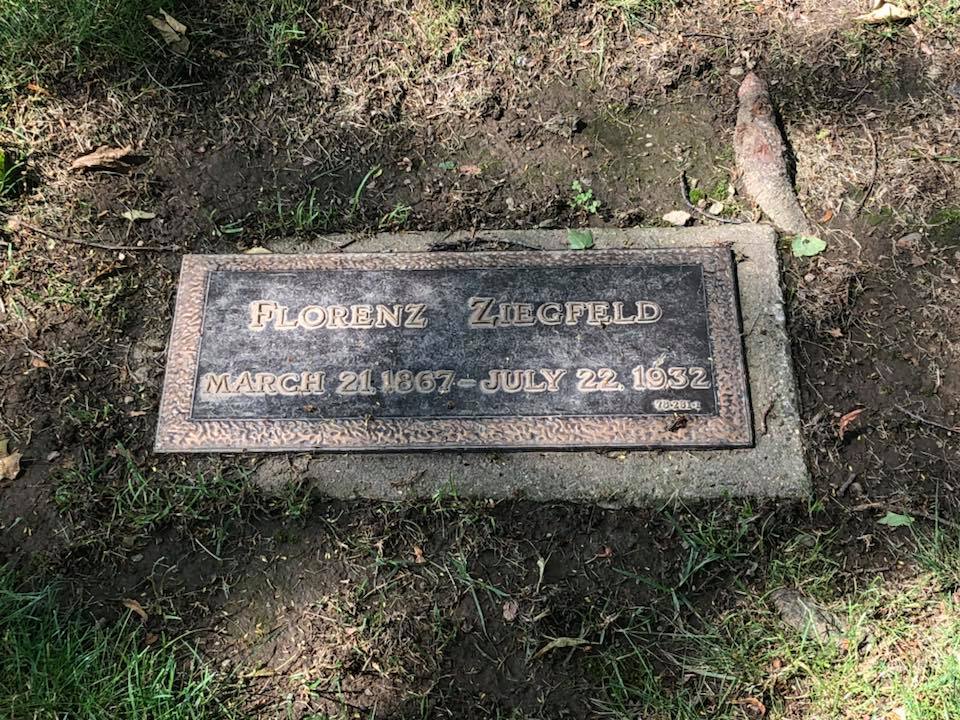 FLORENZ ZIEGFELD
MARCH 21, 1867 - JULY 22, 1932